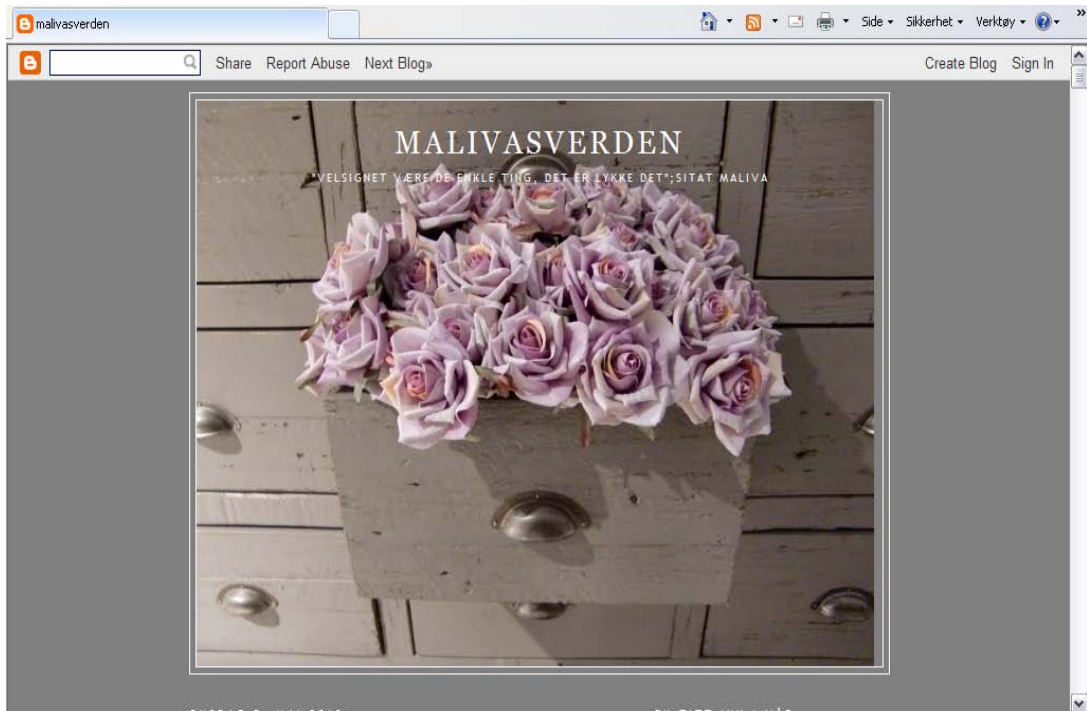 malivasverden
Side Sikkerhet Verktøy »
Share Report Abuse Next Blog» Create Blog Sign In
MALIVASVERDEN
"VELSIGNET VÆRE DE ENKLE TING, DET ER LYKKE DET";SITAT MALIVA